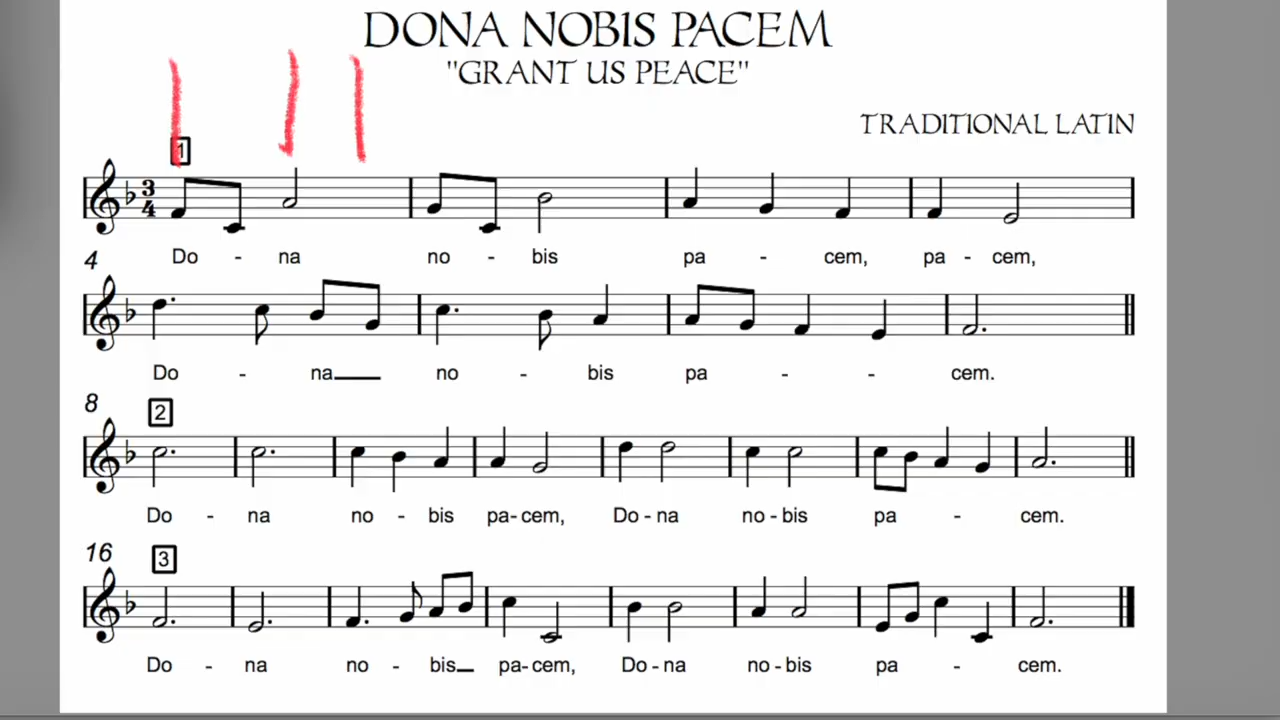 DONA NOBIS PACEM
"GRANT US PEACE"
TRADITIONAL LATIN
1
3
4
Do - na no - bis pa - cem, pa - cem,
4
Do - na no - bis pa - - cem.
8 2
Do - na no - bis pa - cem, Do - na no - bis pa - cem.
16 3
Do - na no - bis pa - cem, Do - na no - bis pa - cem.